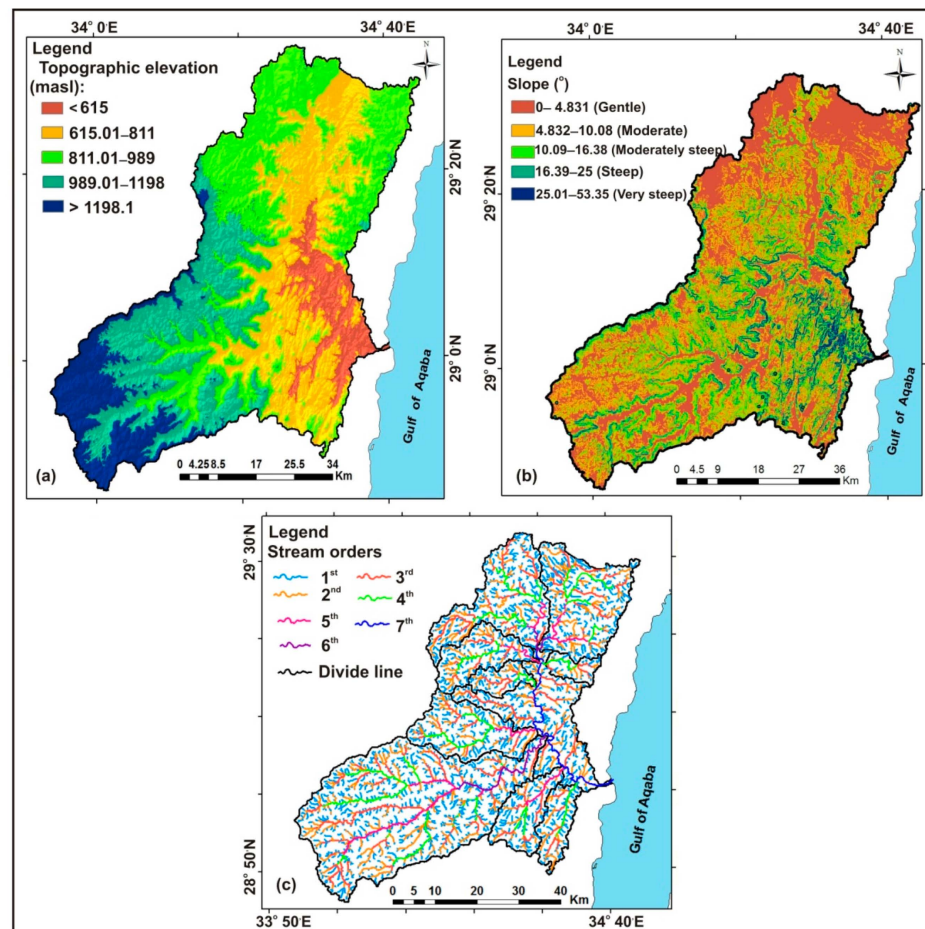 34° 0'E
34° 40'E
Legend
Topographic elevation
(masl):
< 615
615.01–811
811.01–989
989.01–1198
> 1198.1
N
29° 20'N
29° 0'N
Gulf of Aqaba
(a)
0 4.25 8.5 17 25.5 34
Km
34° 0'E
34° 40'E
Legend
Slope (°)
0– 4.831 (Gentle)
4.832–10.08 (Moderate)
10.09–16.38 (Moderately steep)
16.39–25 (Steep)
25.01–53.35 (Very steep)
N
29° 20'N
29° 0'N
Gulf of Aqaba
(b)
0 4.5 9 18 27 36
Km
Legend
Stream orders
1st 3rd
2nd 4th
5th 7th
6th
Divide line
29° 30'N
28° 50'N
Gulf of Aqaba
(c)
0 5 10 20 30 40
Km
33° 50'E
34° 40'E